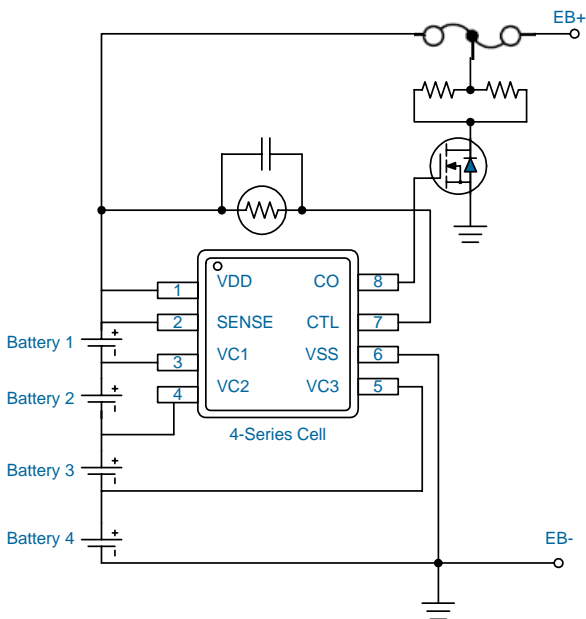 EB+
1
VDD
CO
8
2
SENSE
CTL
7
Battery 1
3
VC1
VSS
6
4
VC2
VC3
5
Battery 2
4-Series Cell
Battery 3
Battery 4
EB-